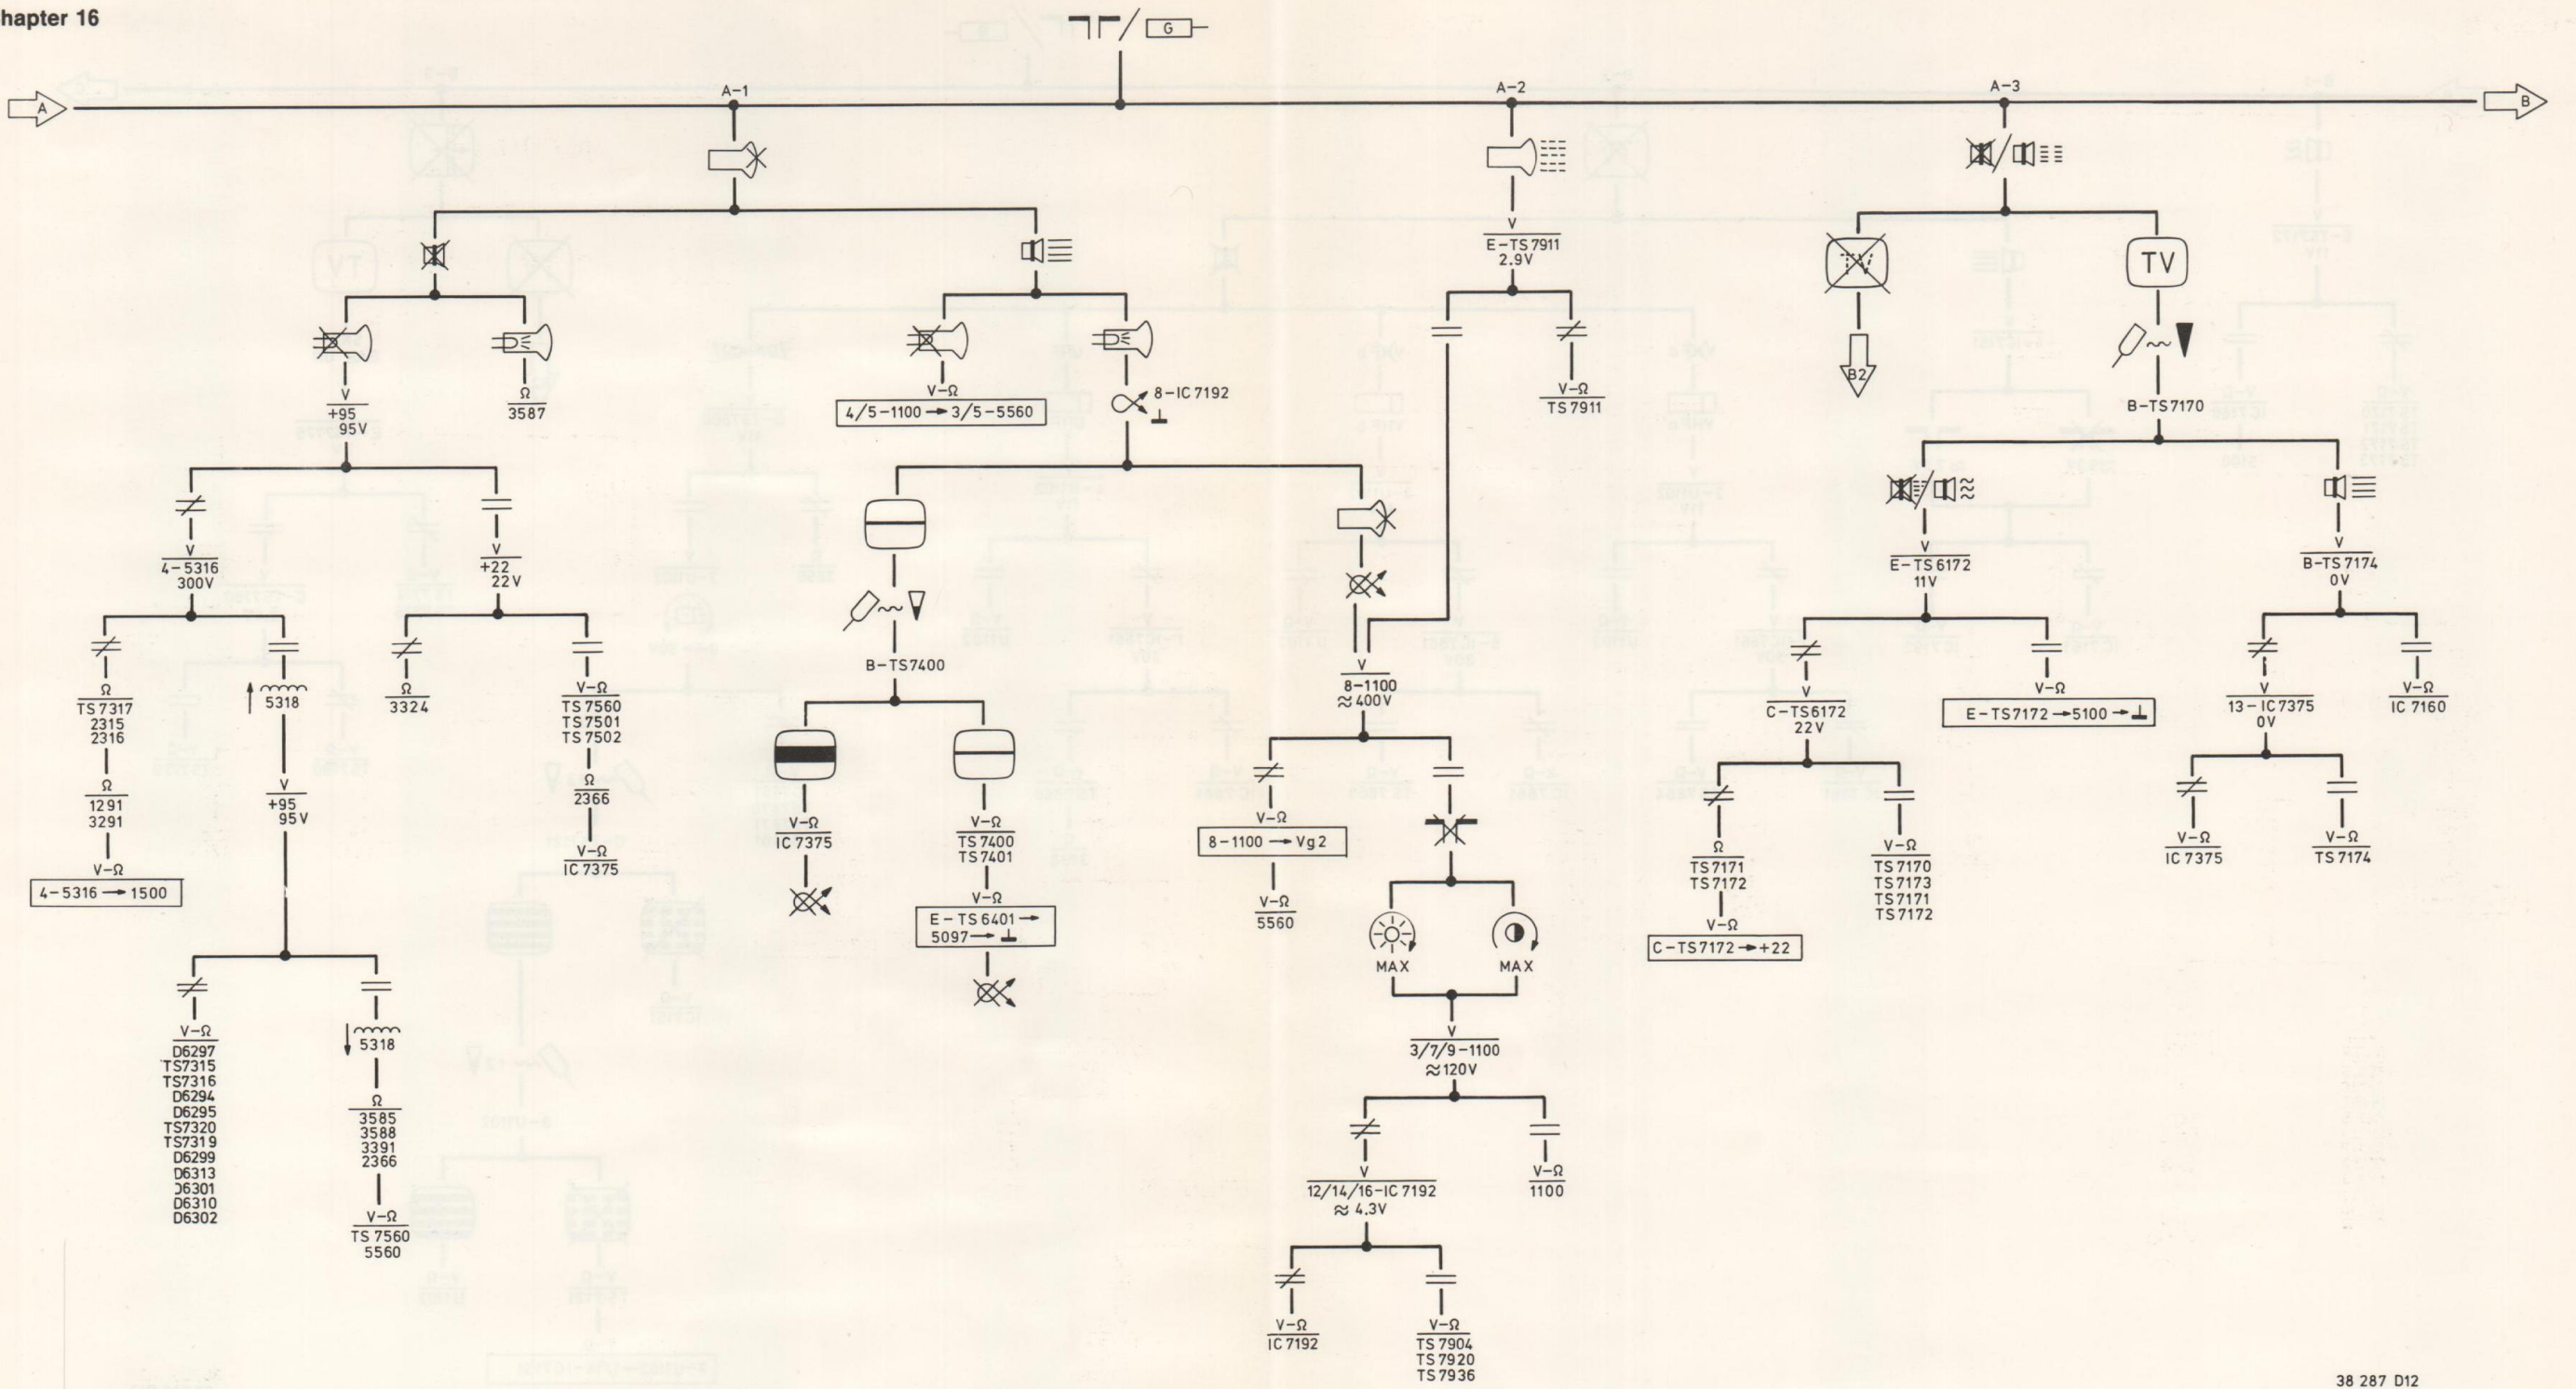 hapter 16
G
A
A-1
A-2
A-3
B
V
E-TS7911
2.9V
TV
TV
V
+95
95V
Ω
3587
V-Ω
4/5-1100 → 3/5-5560
8-IC7192
V-Ω
TS7911
B2
B-TS7170
V
4-5316
300V
V
+22
22V
V
E-TS6172
11V
V
B-TS7174
0V
B-TS7400
Ω
TS7317
2315
2316
5318
Ω
3324
V-Ω
TS7560
TS7501
TS7502
V
8-1100
≈400V
V
C-TS6172
22V
V-Ω
E-TS7172 → 5100 → ⊥
V
13-IC7375
0V
V-Ω
IC7160
Ω
1291
3291
V
+95
95V
Ω
2366
V-Ω
IC7375
V-Ω
IC7375
V-Ω
TS7400
TS7401
V-Ω
8-1100 → Vg2
V-Ω
4-5316 → 1500
V-Ω
E-TS6401 →
5097 → ⊥
V-Ω
5560
MAX
MAX
Ω
TS7171
TS7172
V-Ω
C-TS7172 → +22
V-Ω
TS7170
TS7173
TS7171
TS7172
V-Ω
IC7375
V-Ω
TS7174
V-Ω
D6297
TS7315
TS7316
D6294
D6295
TS7320
TS7319
D6299
D6313
D6301
D6310
D6302
5318
Ω
3585
3588
3391
2366
V-Ω
TS7560
5560
V
3/7/9-1100
≈120V
V
12/14/16-IC7192
≈ 4.3V
V-Ω
1100
V-Ω
IC7192
V-Ω
TS7904
TS7920
TS7936
38 287 D12